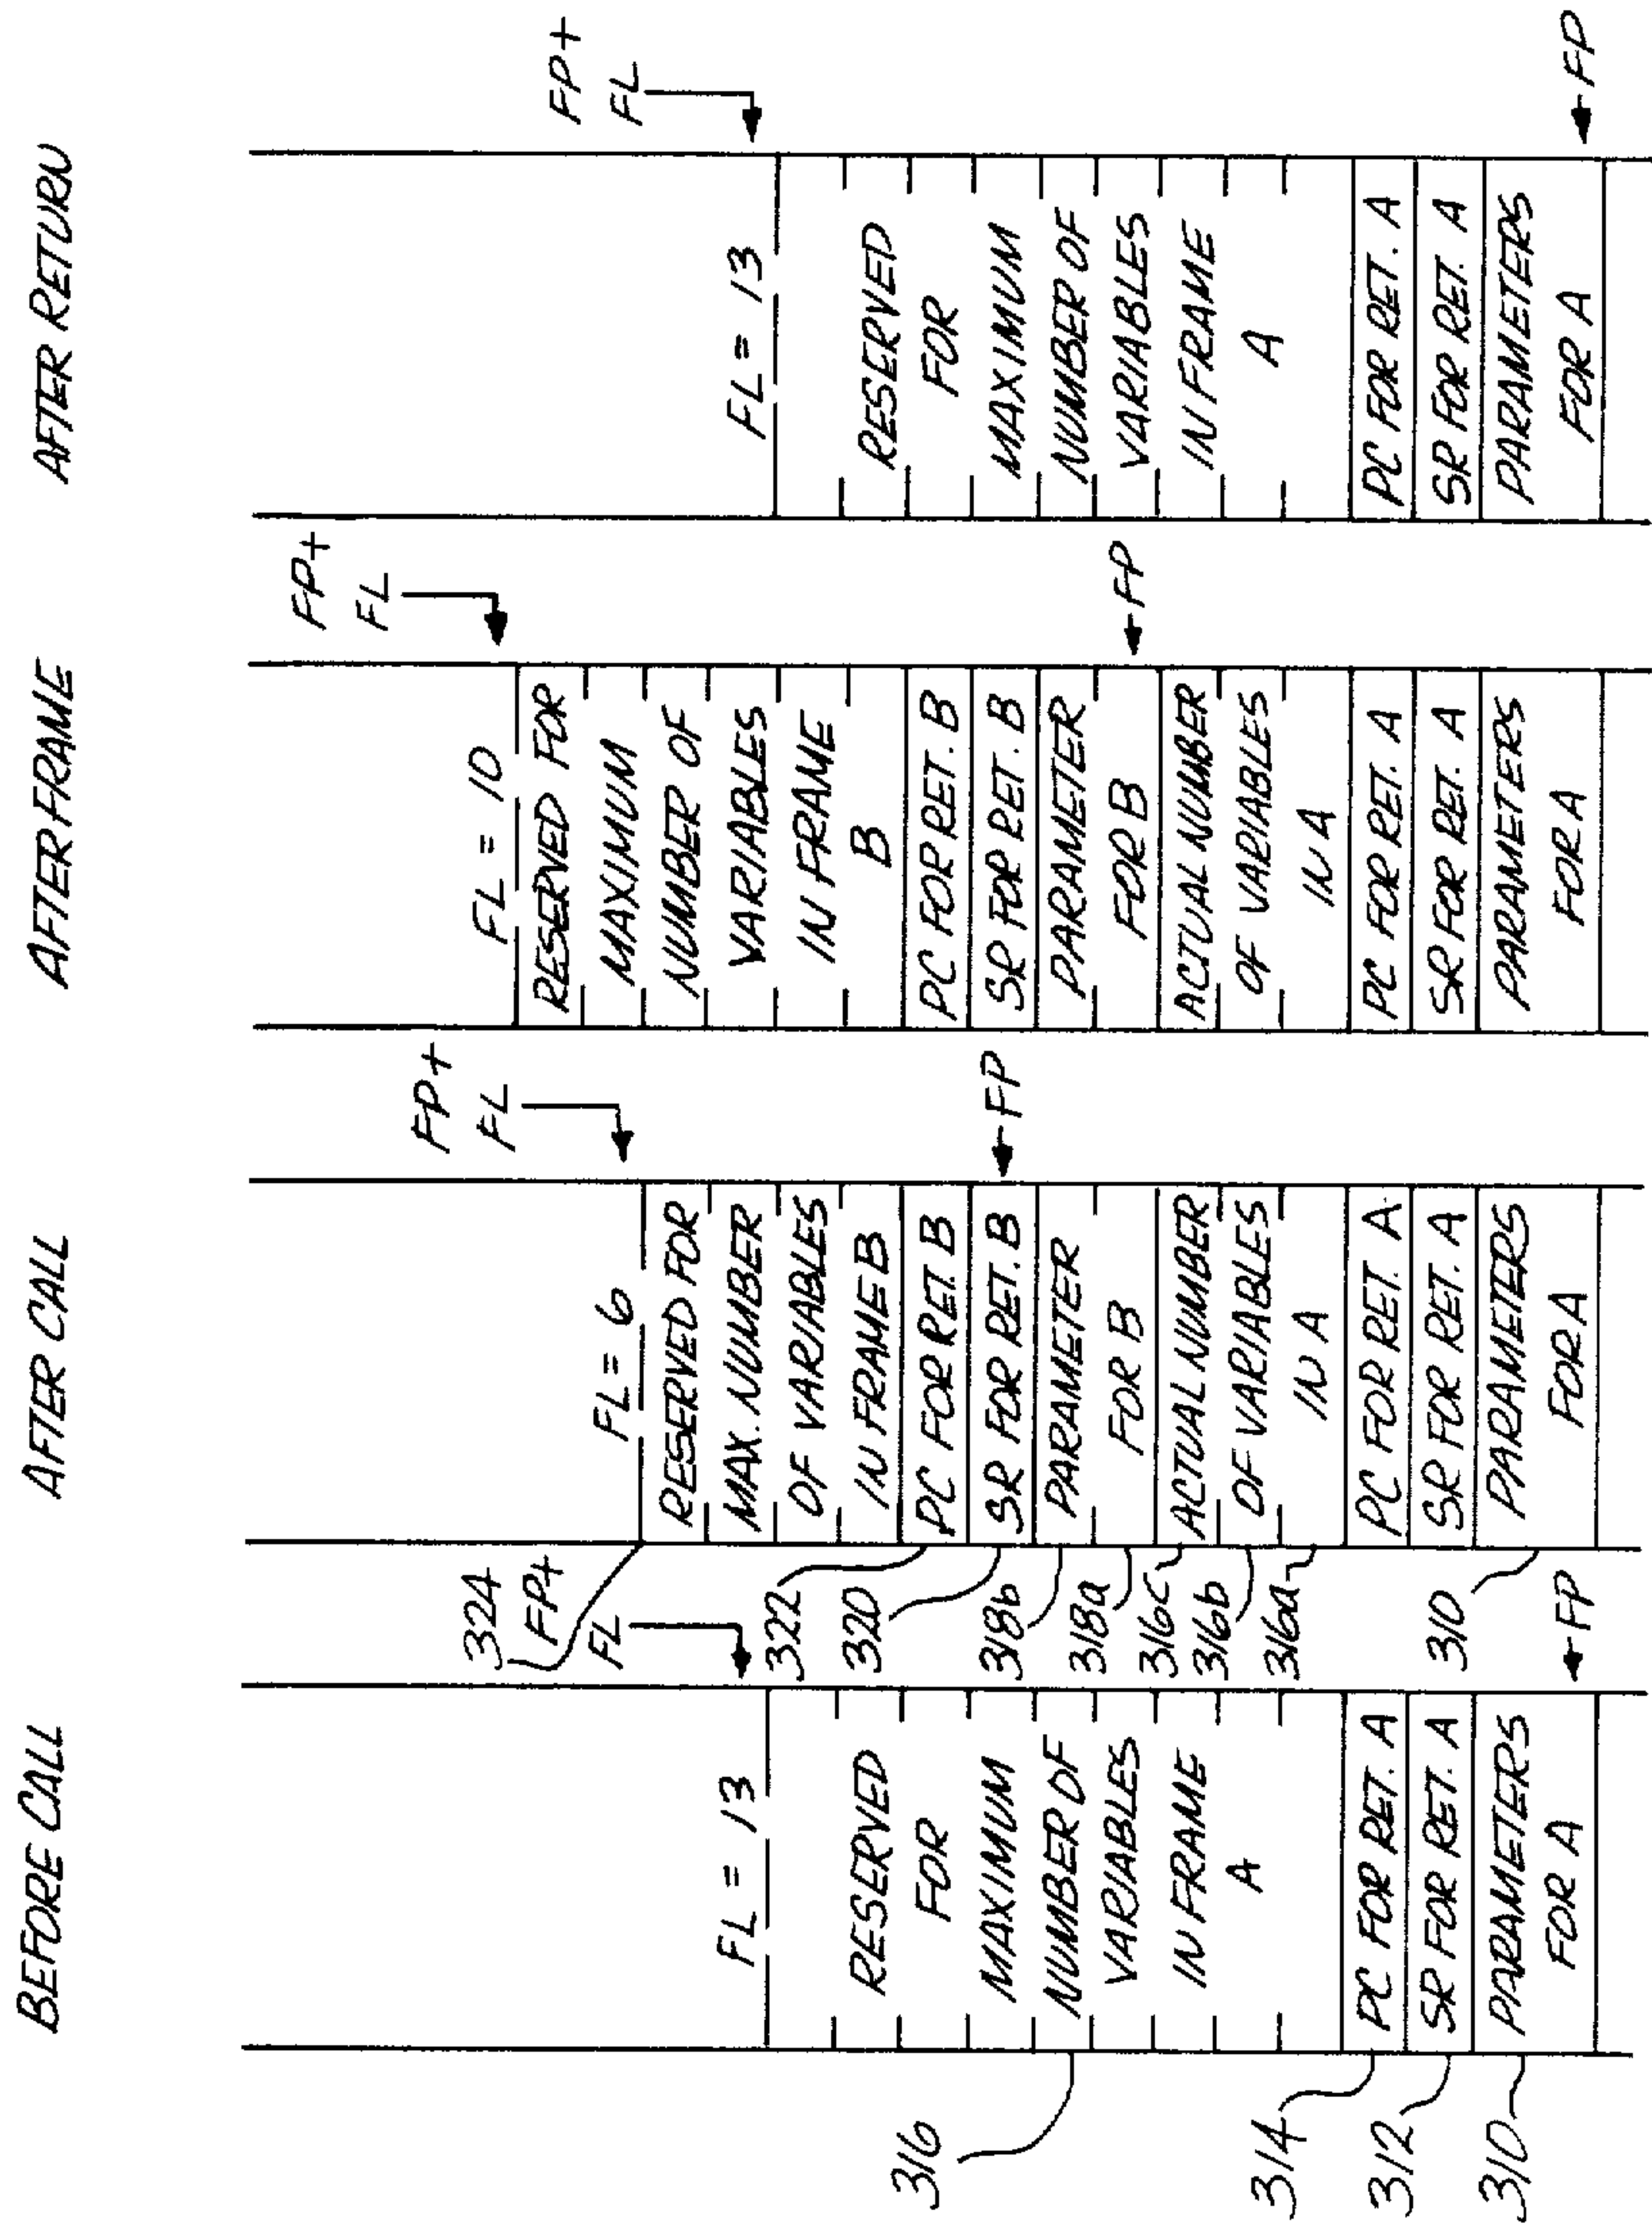 BEFORE CALL
FP+
FL
FL = 13
RESERVED
FOR
MAXIMUM
NUMBER OF
VARIABLES
IN FRAME
A
PC FOR RET. A
SR FOR RET. A
PARAMETERS
FOR A
FP
316
314
312
310
AFTER CALL
FP+
FL
FL = 6
RESERVED FOR
MAX. NUMBER
OF VARIABLES
IN FRAME B
PC FOR RET. B
SR FOR RET. B
FP
PARAMETER
FOR B
ACTUAL NUMBER
OF VARIABLES
IN A
PC FOR RET. A
SR FOR RET. A
PARAMETERS
FOR A
324
322
320
318b
318a
316c
316b
316a
310
AFTER FRAME
FP+
FL
FL = 10
RESERVED FOR
MAXIMUM
NUMBER OF
VARIABLES
IN FRAME
B
PC FOR RET. B
SR FOR RET. B
PARAMETER
FOR B
FP
ACTUAL NUMBER
OF VARIABLES
IN A
PC FOR RET. A
SR FOR RET. A
PARAMETERS
FOR A
AFTER RETURN
FP+
FL
FL = 13
RESERVED
FOR
MAXIMUM
NUMBER OF
VARIABLES
IN FRAME
A
PC FOR RET. A
SR FOR RET. A
PARAMETERS
FOR A
FP